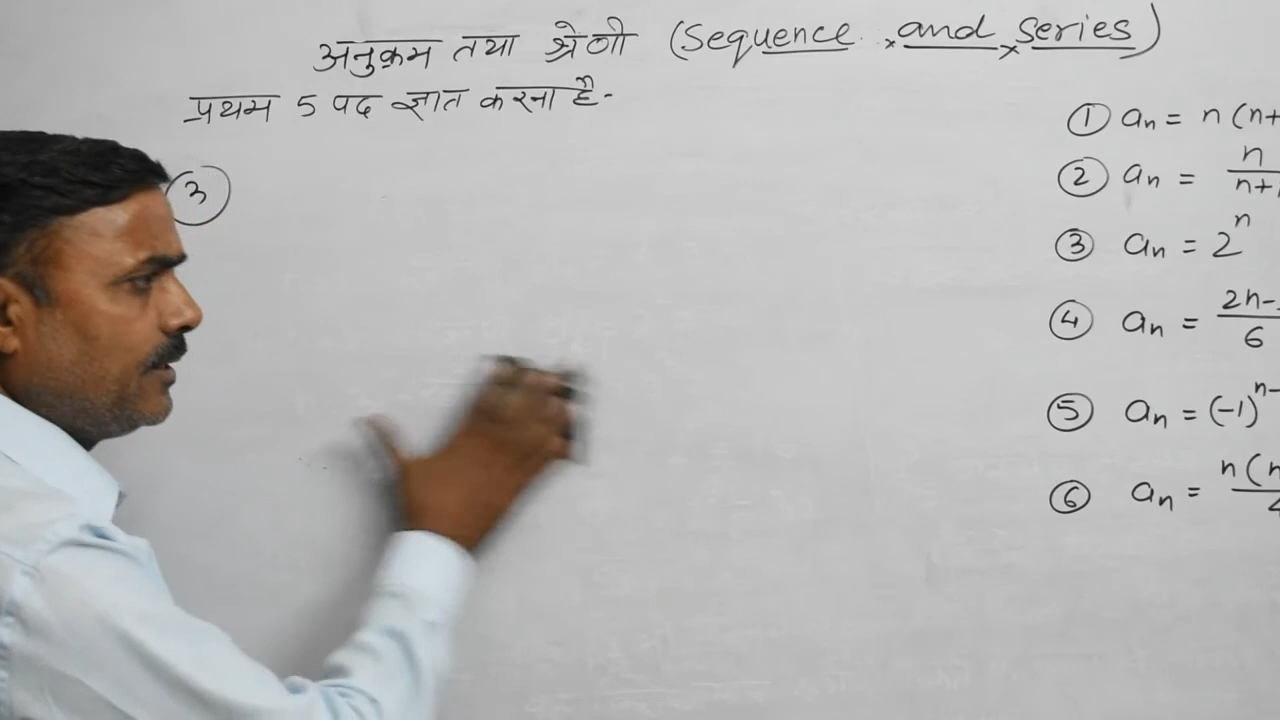 अनुक्रम तथा श्रेणी (Sequence and series)
प्रथम 5 पद ज्ञात करना है-
③
① aₙ = n(n+
② aₙ = n/n+1
③ aₙ = 2ⁿ
④ aₙ = 2n-/6
⑤ aₙ = (-1)ⁿ⁻
⑥ aₙ = n(n/4